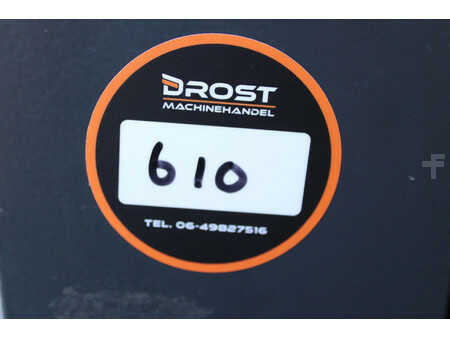 DROST
MACHINEHANDEL
610
TEL. 06-49827516
f